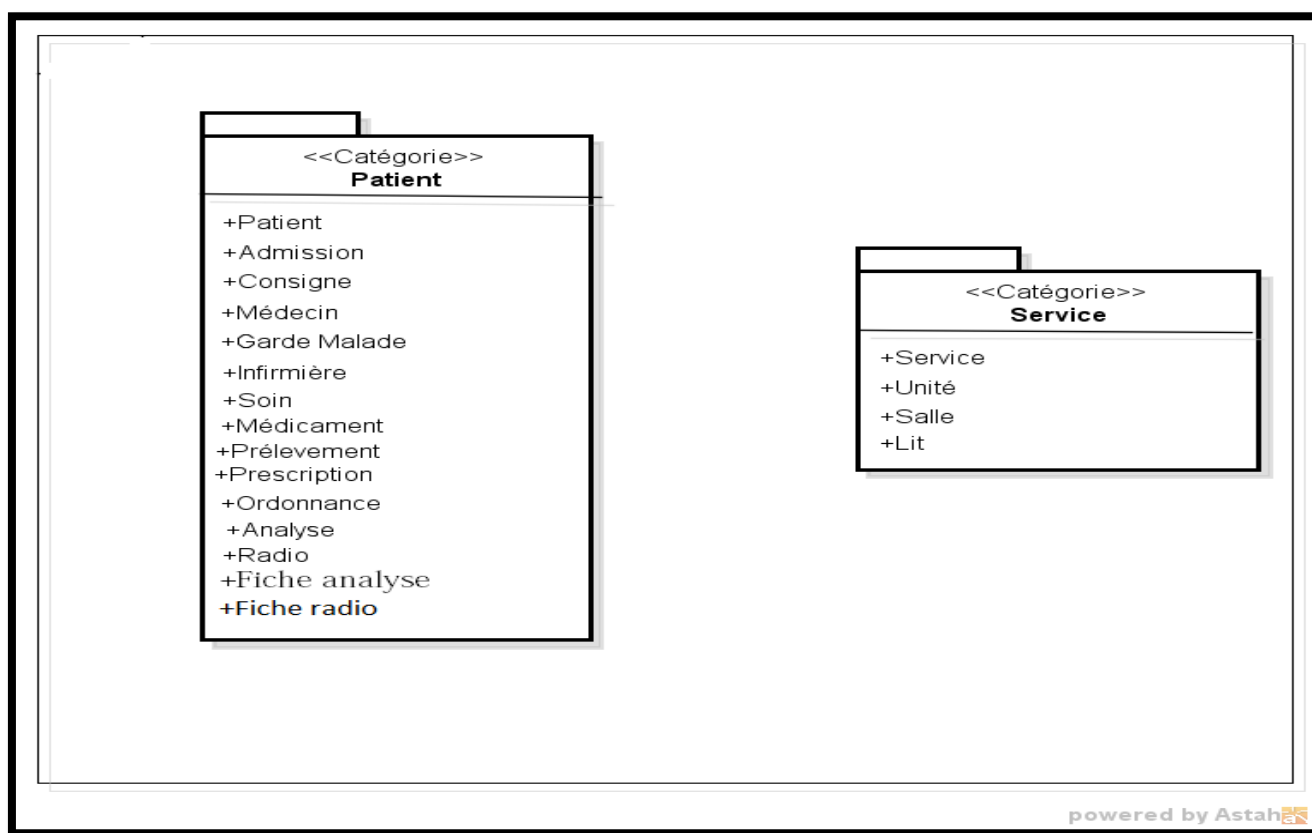 <<Catégorie>>
Patient
+Patient
+Admission
+Consigne
+Médecin
+Garde Malade
+Infirmière
+Soin
+Médicament
+Prélevement
+Prescription
+Ordonnance
+Analyse
+Radio
+Fiche analyse
+Fiche radio
<<Catégorie>>
Service
+Service
+Unité
+Salle
+Lit
powered by Astah